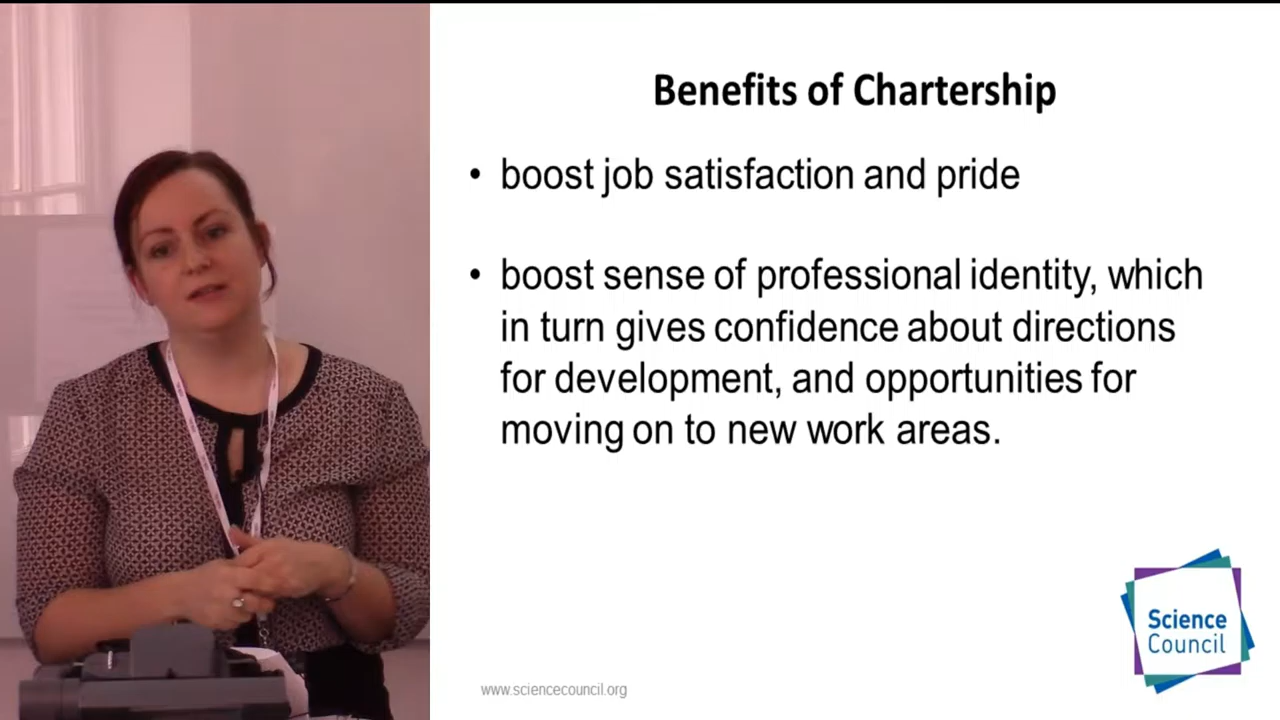 Benefits of Chartership
• boost job satisfaction and pride
• boost sense of professional identity, which
in turn gives confidence about directions
for development, and opportunities for
moving on to new work areas.
Science
Council
www.sciencecouncil.org